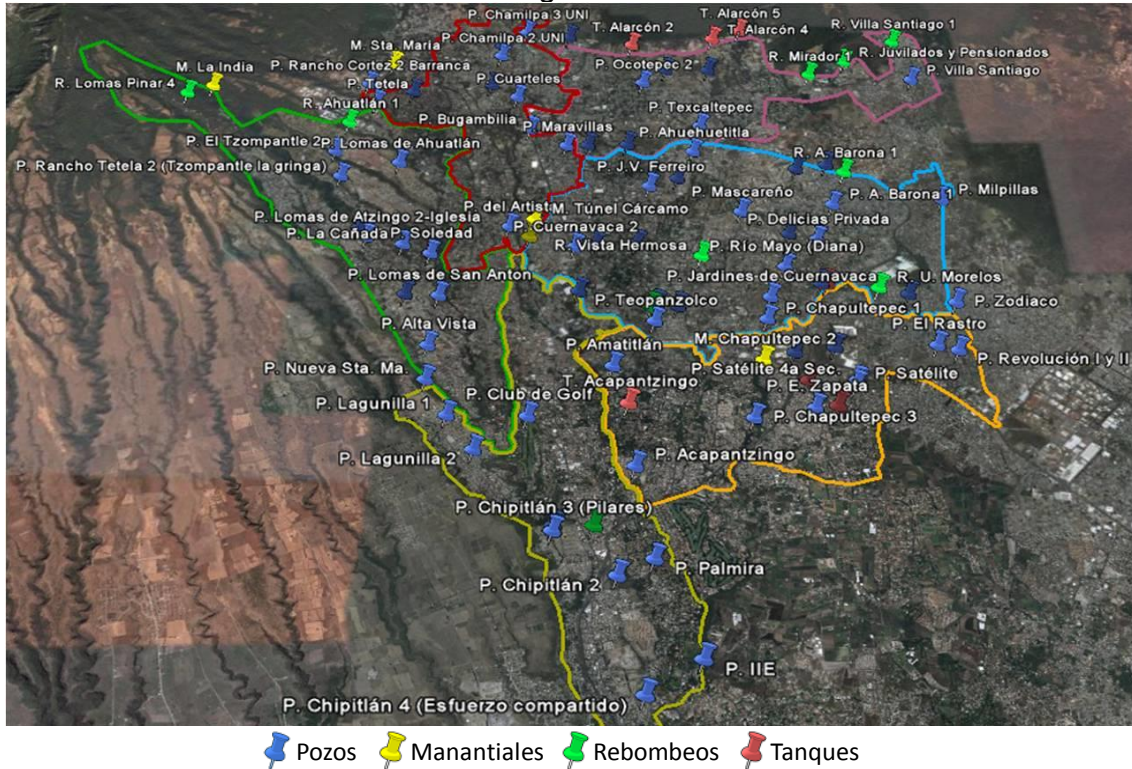 P. Chamilpa 3 UNI
T. Alarcón 5
T. Alarcón 2
T. Alarcón 4
R. Villa Santiago 1
P. Chamilpa 2 UNI
M. Sta. Maria
R. Juvilados y Pensionados
R. Mirador 1
P. Rancho Cortez 2 Barranca
P. Ocotepec 2
P. Villa Santiago
M. La India
R. Lomas Pinar 4
P. Tetela
P. Cuarteles
R. Ahuatlán 1
P. Texcaltepec
P. Bugambilia
P. Maravillas
P. Ahuehuetitla
P. El Tzompantle 2
P. Lomas de Ahuatlán
R. A. Barona 1
P. Rancho Tetela 2 (Tzompantle la gringa)
P. J.V. Ferreiro
P. Mascareño
P. A. Barona 1
P. Milpillas
P. del Artist
M. Túnel Cárcamo
P. Lomas de Atzingo 2-Iglesia
P. Delicias Privada
P. Cuernavaca 2
P. La Cañada
P. Soledad
R. Vista Hermosa
P. Río Mayo (Diana)
P. Lomas de San Anton
P. Jardines de Cuernavaca
R. U. Morelos
P. Teopanzolco
P. Zodiaco
P. Chapultepec 1
P. Alta Vista
P. El Rastro
P. Amatitlán
M. Chapultepec 2
P. Revolución I y II
P. Nueva Sta. Ma.
P. Satélite 4a Sec.
P. Satélite
T. Acapantzingo
P. E. Zapata
P. Club de Golf
P. Lagunilla 1
P. Chapultepec 3
P. Lagunilla 2
P. Acapantzingo
P. Chipitlán 3 (Pilares)
P. Palmira
P. Chipitlán 2
P. IIE
P. Chipitlán 4 (Esfuerzo compartido)
Pozos
Manantiales
Rebombeos
Tanques